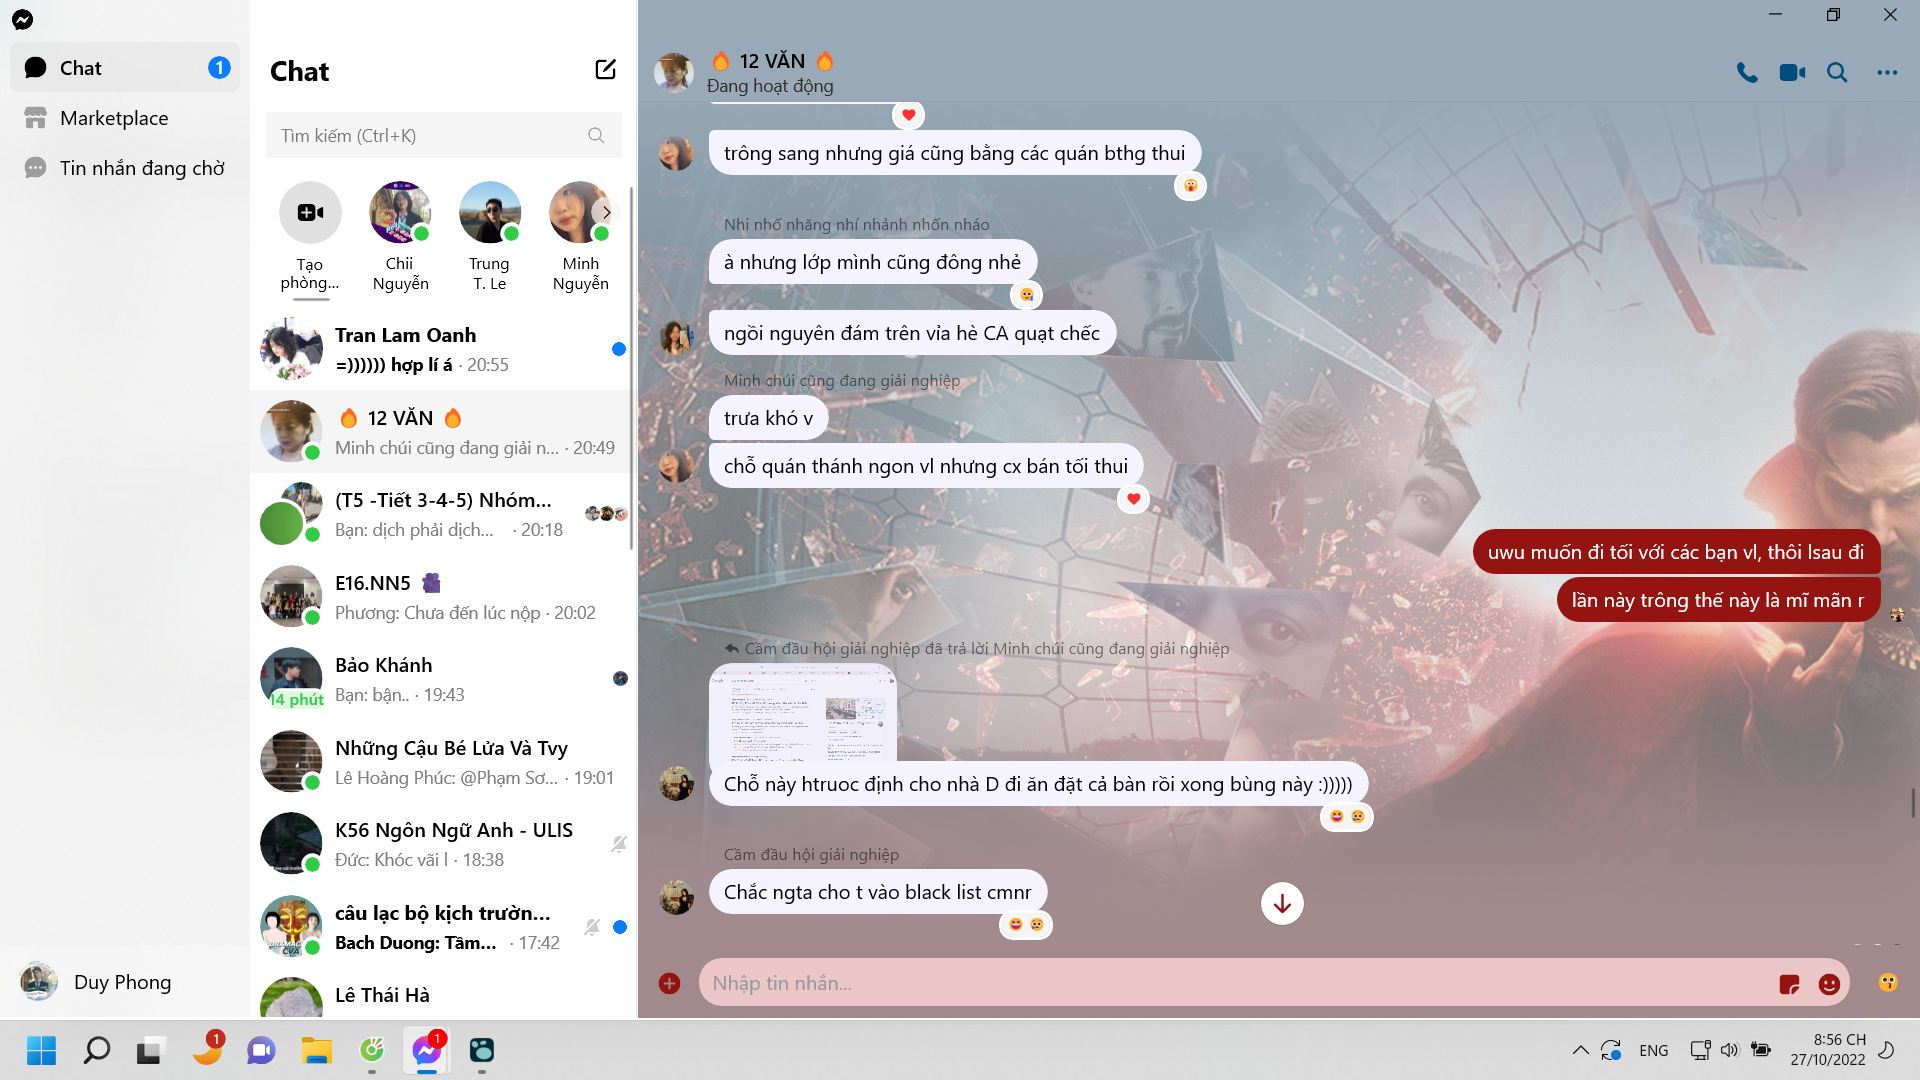 Chat
1
Marketplace
Tin nhắn đang chờ
Duy Phong
Chat
Tìm kiếm (Ctrl+K)
Tạo
phòng...
Chii
Nguyễn
Trung
T. Le
Minh
Nguyễn
Tran Lam Oanh
=)))))) hợp lí á · 20:55
🔥 12 VĂN 🔥
Minh chúi cũng đang giải n... · 20:49
(T5 -Tiết 3-4-5) Nhóm...
Bạn: dịch phải dịch... · 20:18
E16.NN5
Phương: Chưa đến lúc nộp · 20:02
Bảo Khánh
Bạn: bận.. · 19:43
14 phút
Những Cậu Bé Lửa Và Tvy
Lê Hoàng Phúc: @Phạm Sơ... · 19:01
K56 Ngôn Ngữ Anh - ULIS
Đức: Khóc vãi l · 18:38
câu lạc bộ kịch trườn...
Bach Duong: Tầm... · 17:42
Lê Thái Hà
🔥 12 VĂN 🔥
Đang hoạt động
trông sang nhưng giá cũng bằng các quán bthg thui
Nhi nhố nhăng nhí nhảnh nhốn nháo
à nhưng lớp mình cũng đông nhẻ
ngồi nguyên đám trên vỉa hè CA quạt chếc
Minh chúi cũng đang giải nghiệp
trưa khó v
chỗ quán thánh ngon vl nhưng cx bán tối thui
uwu muốn đi tối với các bạn vl, thôi lsau đi
lần này trông thế này là mĩ mãn r
Cầm đầu hội giải nghiệp đã trả lời Minh chúi cũng đang giải nghiệp
Chỗ này htruoc định cho nhà D đi ăn đặt cả bàn rồi xong bùng này :)))))
Cầm đầu hội giải nghiệp
Chắc ngta cho t vào black list cmnr
Nhập tin nhắn...
1
1
ENG
8:56 CH
27/10/2022